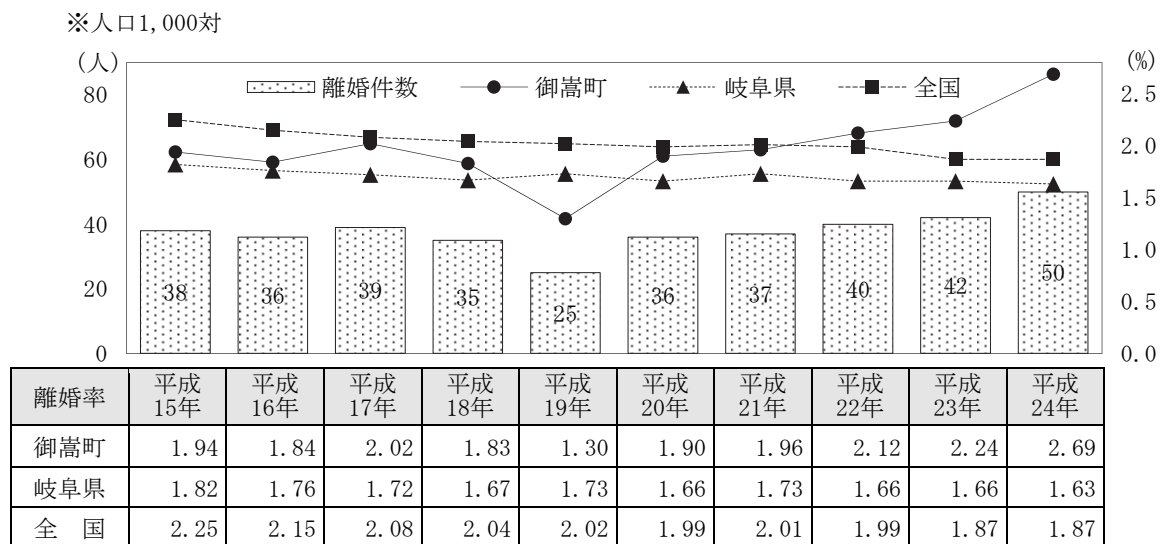 ※人口1,000対
(人) (%)
離婚件数 御嵩町 岐阜県 全国
80 2.5
60 2.0
40 1.5
20 1.0
0.5
0 0.0
38 36 39 35 25 36 37 40 42 50
離婚率 平成15年 平成16年 平成17年 平成18年 平成19年 平成20年 平成21年 平成22年 平成23年 平成24年
御嵩町 1.94 1.84 2.02 1.83 1.30 1.90 1.96 2.12 2.24 2.69
岐阜県 1.82 1.76 1.72 1.67 1.73 1.66 1.73 1.66 1.66 1.63
全 国 2.25 2.15 2.08 2.04 2.02 1.99 2.01 1.99 1.87 1.87